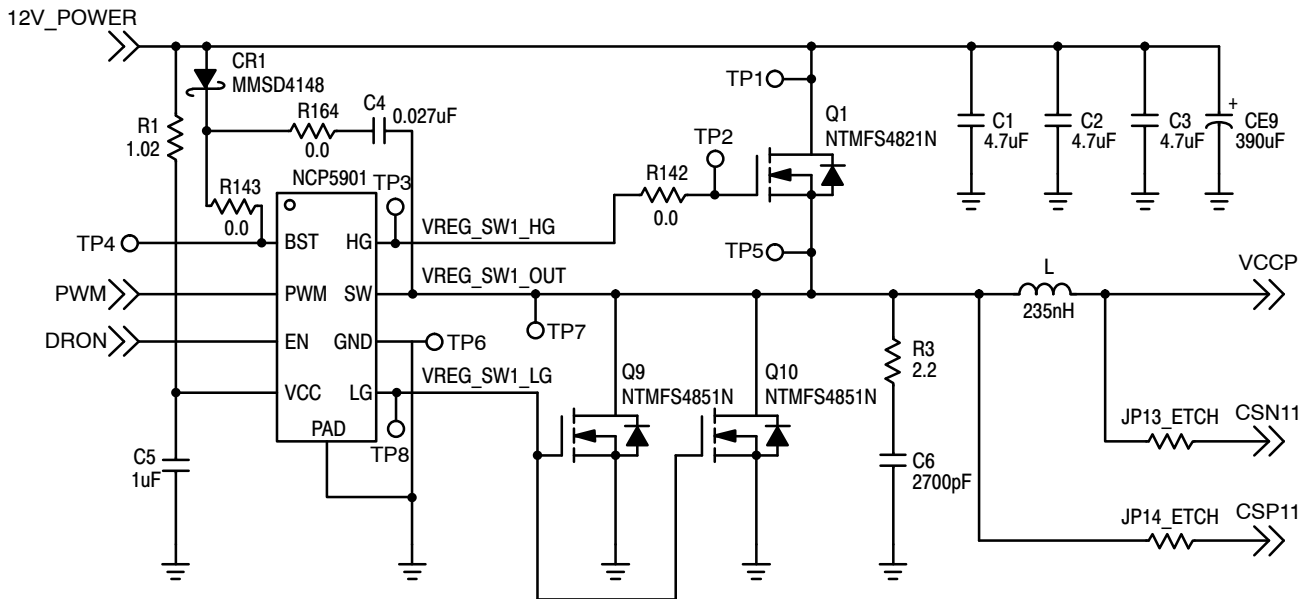 12V_POWER
CR1
MMSD4148
TP1
R164
C4
0.027uF
Q1
NTMFS4821N
C1
4.7uF
C2
4.7uF
C3
4.7uF
+
CE9
390uF
R1
1.02
0.0
TP2
R143
NCP5901
TP3
R142
0.0
0.0
TP4
BST
HG
VREG_SW1_HG
TP5
VREG_SW1_OUT
L
VCCP
PWM
PWM
SW
235nH
TP7
DRON
EN
GND
TP6
R3
2.2
VREG_SW1_LG
Q9
NTMFS4851N
Q10
NTMFS4851N
VCC
LG
JP13_ETCH
CSN11
PAD
TP8
C5
1uF
C6
2700pF
JP14_ETCH
CSP11